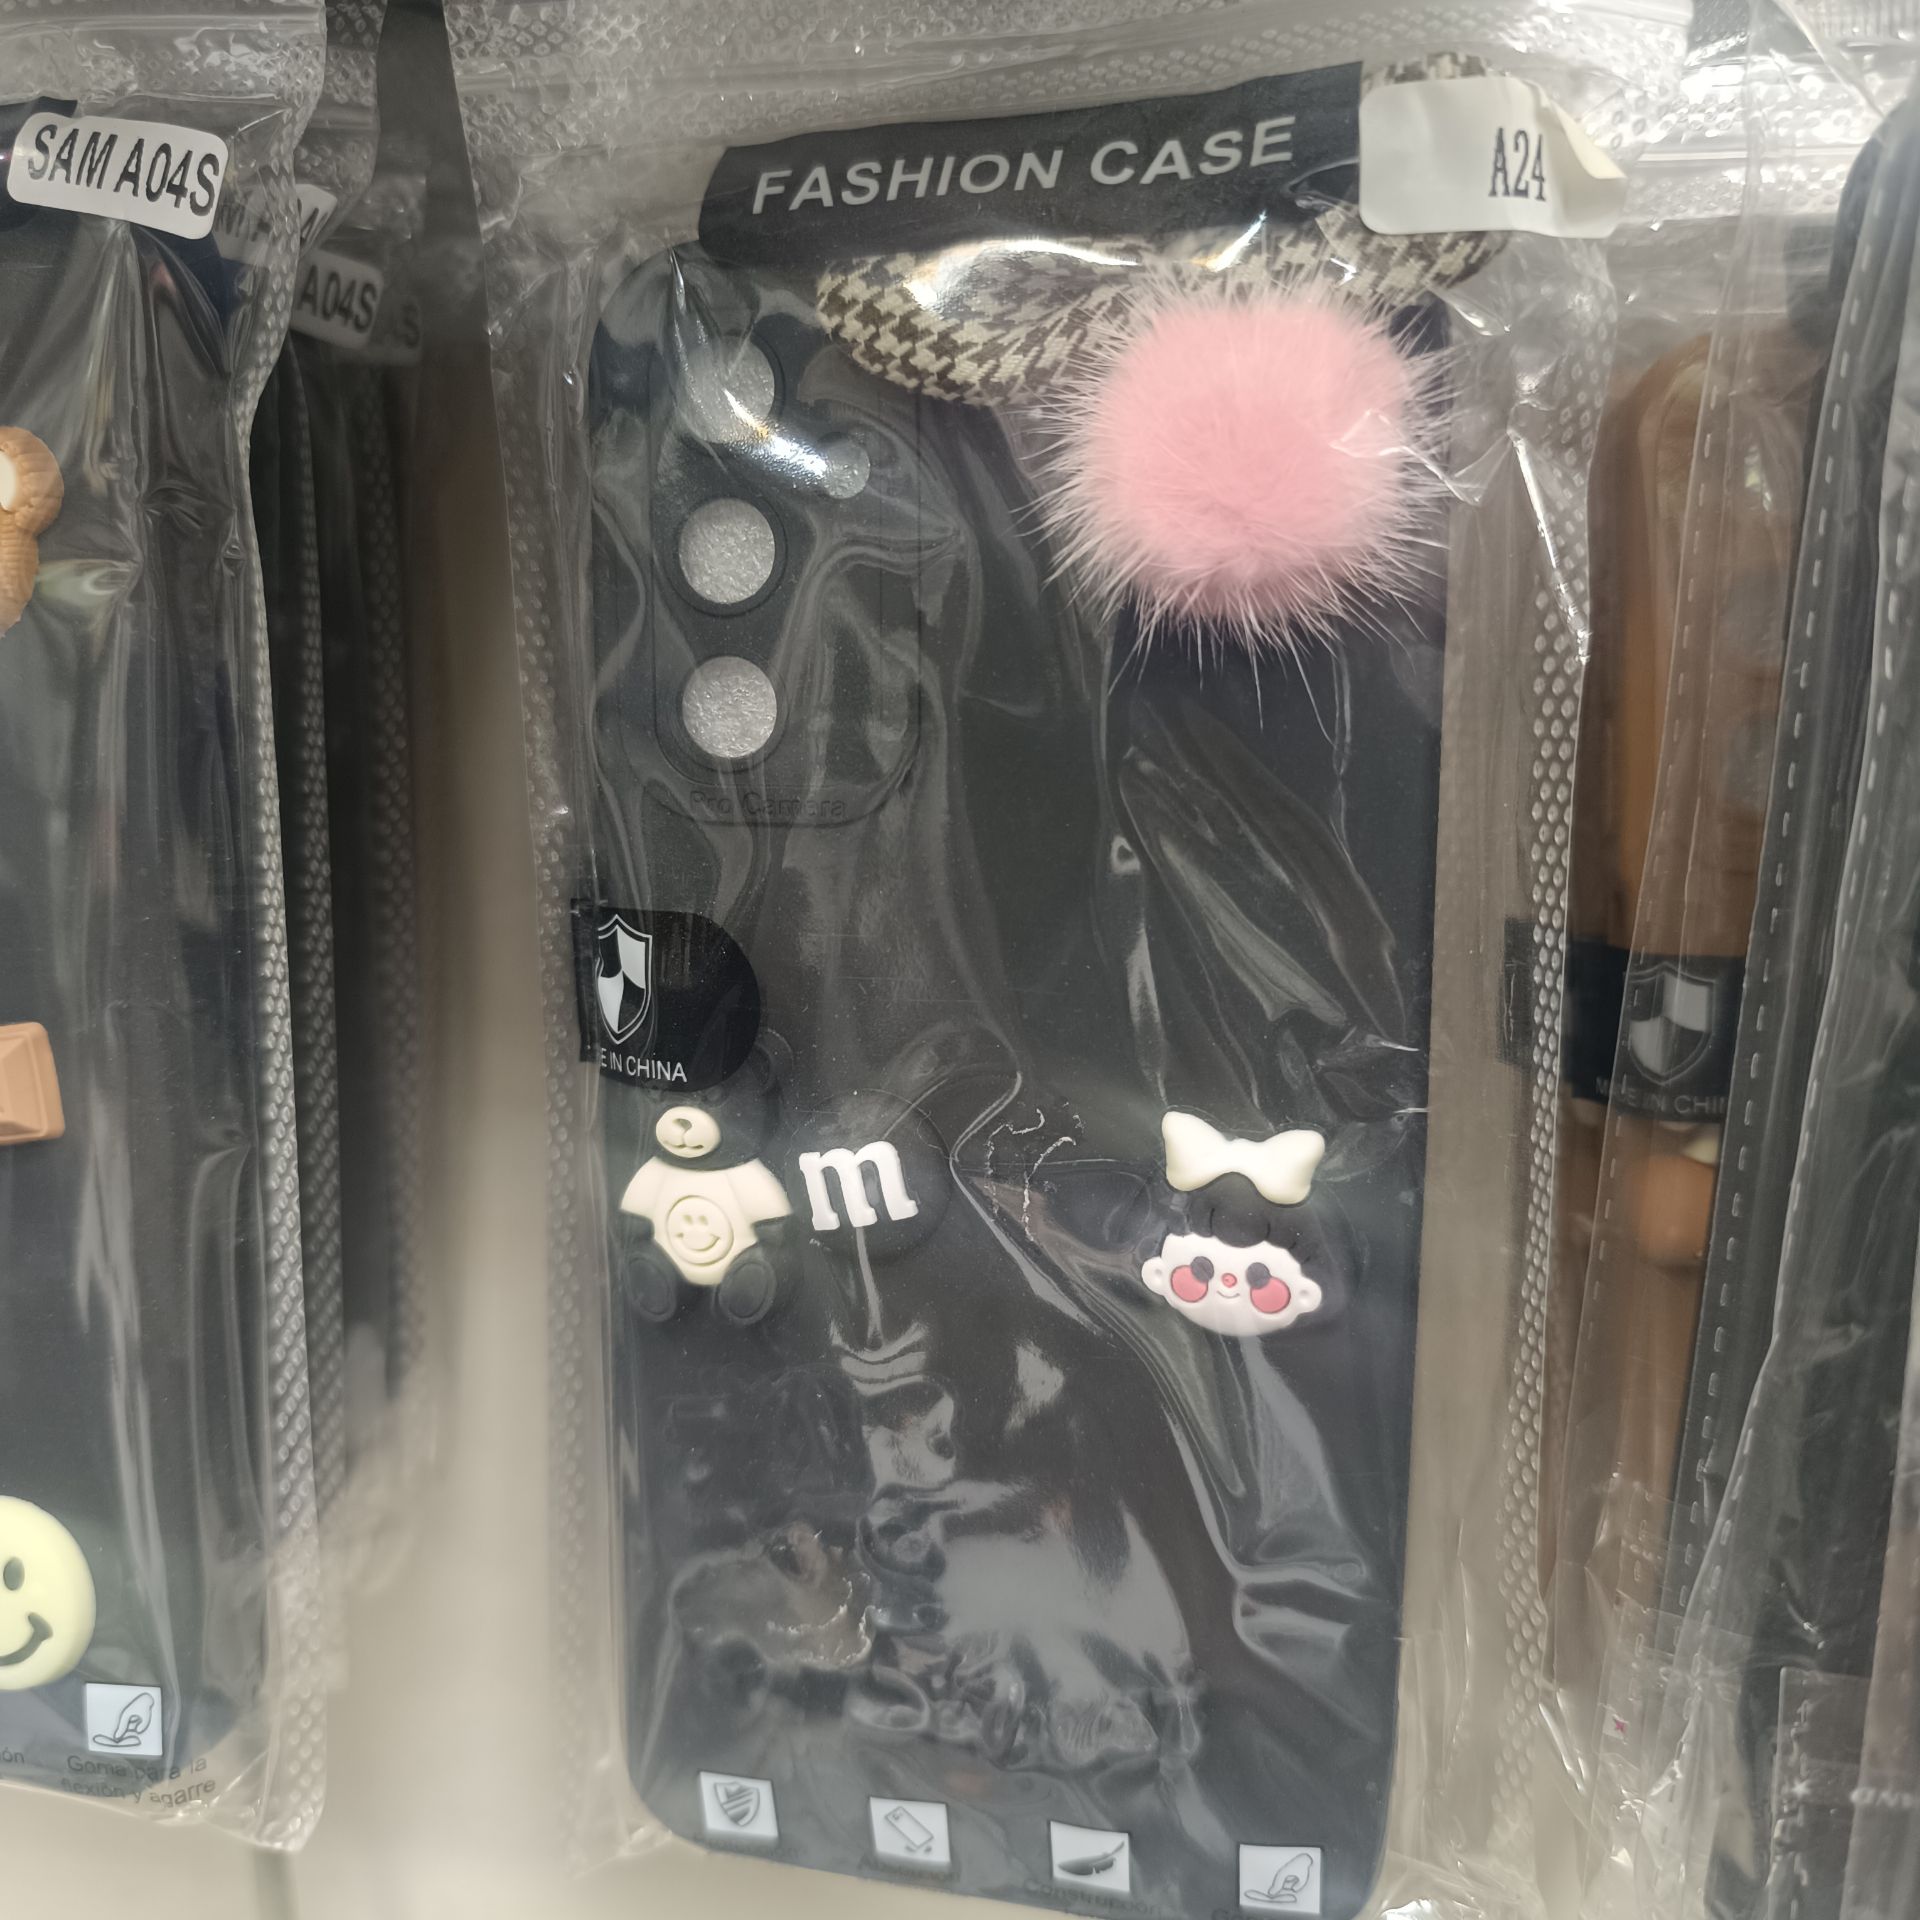 SAM A04S
A04S
FASHION CASE
A24
Pro Camera
E IN CHINA
m
Goma para la
flexión y agarre